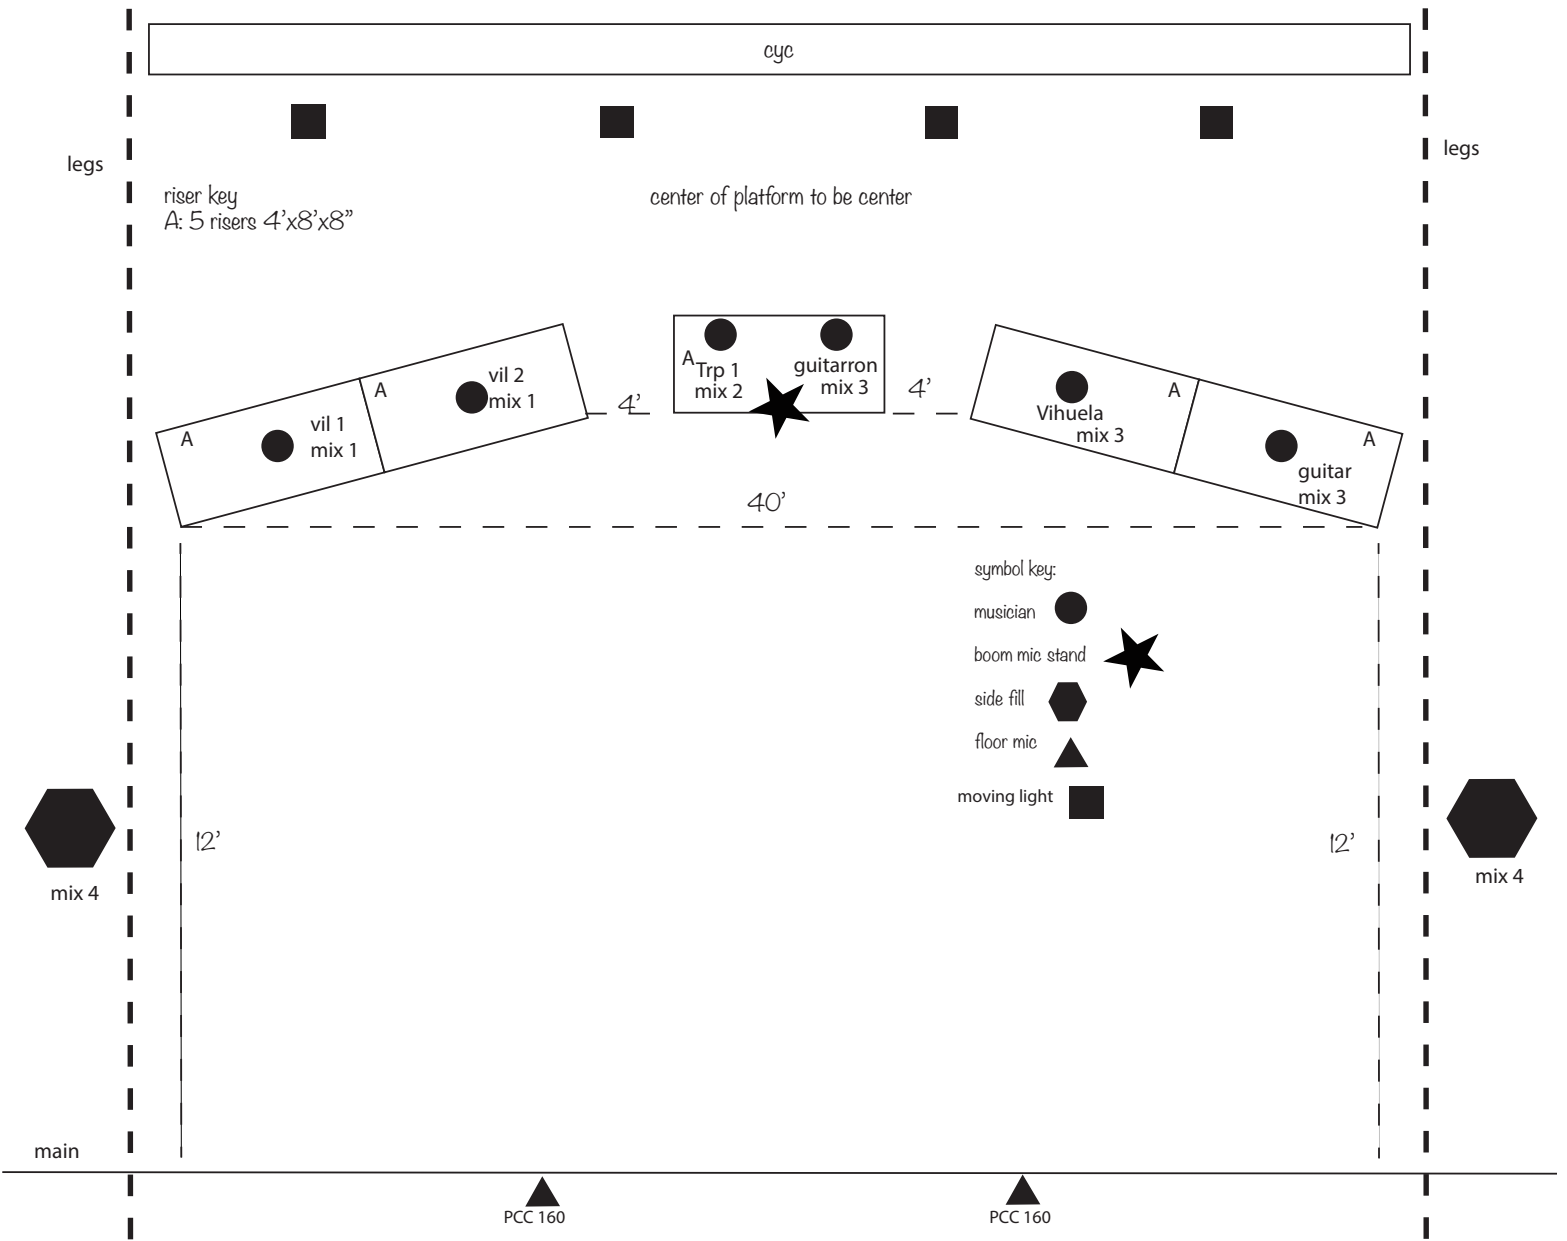 cyc
legs
legs
riser key
A: 5 risers 4'x8'x8"
center of platform to be center
A
vil 1
mix 1
A
vil 2
mix 1
4'
A
Trp 1
mix 2
guitarron
mix 3
4'
Vihuela
mix 3
A
guitar
mix 3
A
40'
symbol key:
musician
boom mic stand
side fill
floor mic
moving light
12'
12'
mix 4
mix 4
main
PCC 160
PCC 160